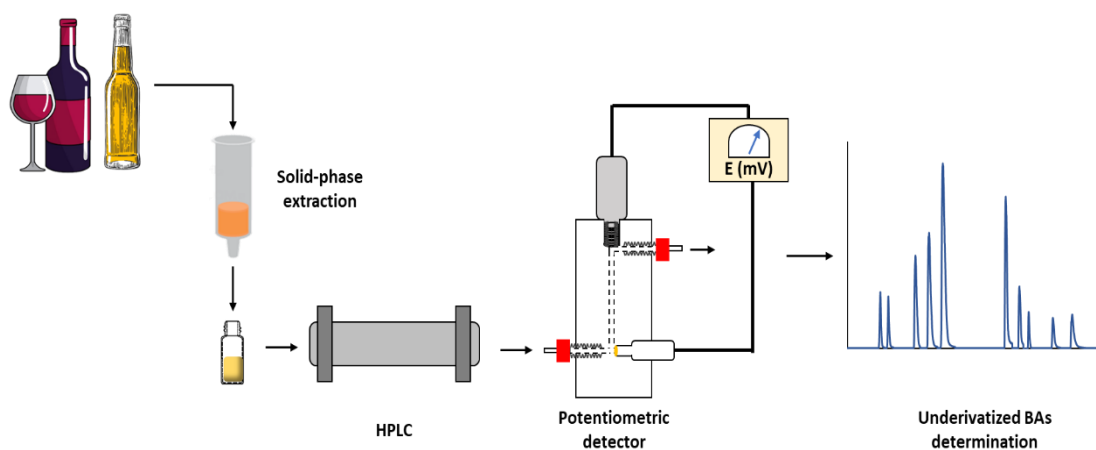 Solid-phase
extraction
E (mV)
HPLC
Potentiometric
detector
Underivatized BAs
determination